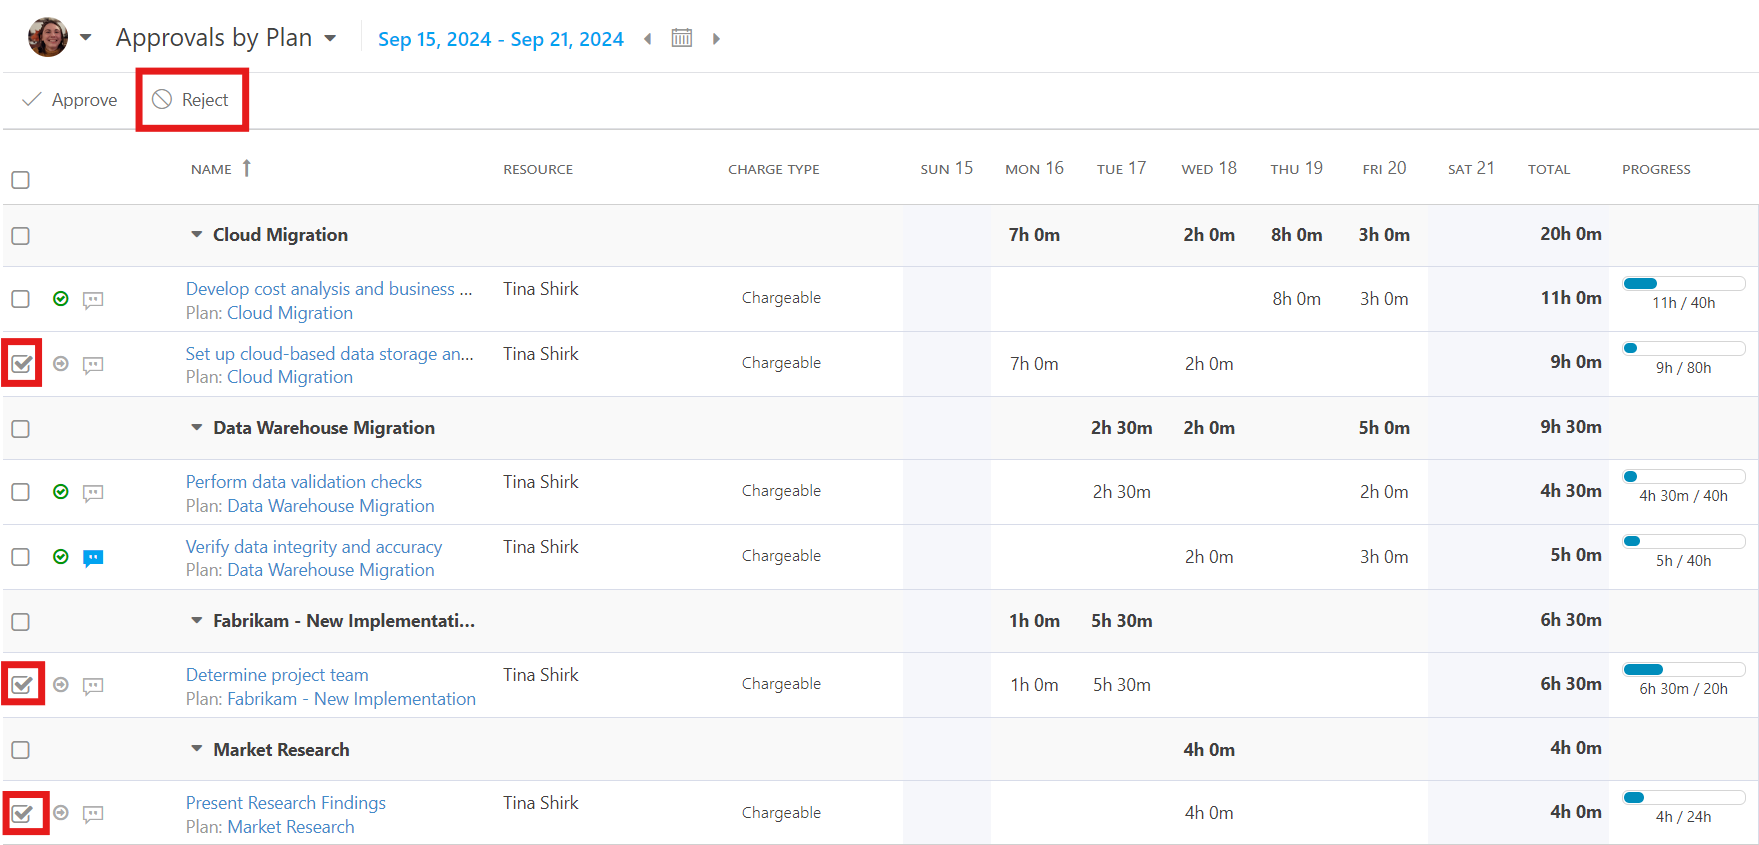 Approvals by Plan Sep 15, 2024 - Sep 21, 2024
Approve Reject
NAME RESOURCE CHARGE TYPE SUN 15 MON 16 TUE 17 WED 18 THU 19 FRI 20 SAT 21 TOTAL PROGRESS
Cloud Migration 7h 0m 2h 0m 8h 0m 3h 0m 20h 0m
Develop cost analysis and business ... Tina Shirk Chargeable 8h 0m 3h 0m 11h 0m 11h / 40h
Plan: Cloud Migration
Set up cloud-based data storage an... Tina Shirk Chargeable 7h 0m 2h 0m 9h 0m 9h / 80h
Plan: Cloud Migration
Data Warehouse Migration 2h 30m 2h 0m 5h 0m 9h 30m
Perform data validation checks Tina Shirk Chargeable 2h 30m 2h 0m 4h 30m 4h 30m / 40h
Plan: Data Warehouse Migration
Verify data integrity and accuracy Tina Shirk Chargeable 2h 0m 3h 0m 5h 0m 5h / 40h
Plan: Data Warehouse Migration
Fabrikam - New Implementati... 1h 0m 5h 30m 6h 30m
Determine project team Tina Shirk Chargeable 1h 0m 5h 30m 6h 30m 6h 30m / 20h
Plan: Fabrikam - New Implementation
Market Research 4h 0m 4h 0m
Present Research Findings Tina Shirk Chargeable 4h 0m 4h 0m 4h / 24h
Plan: Market Research